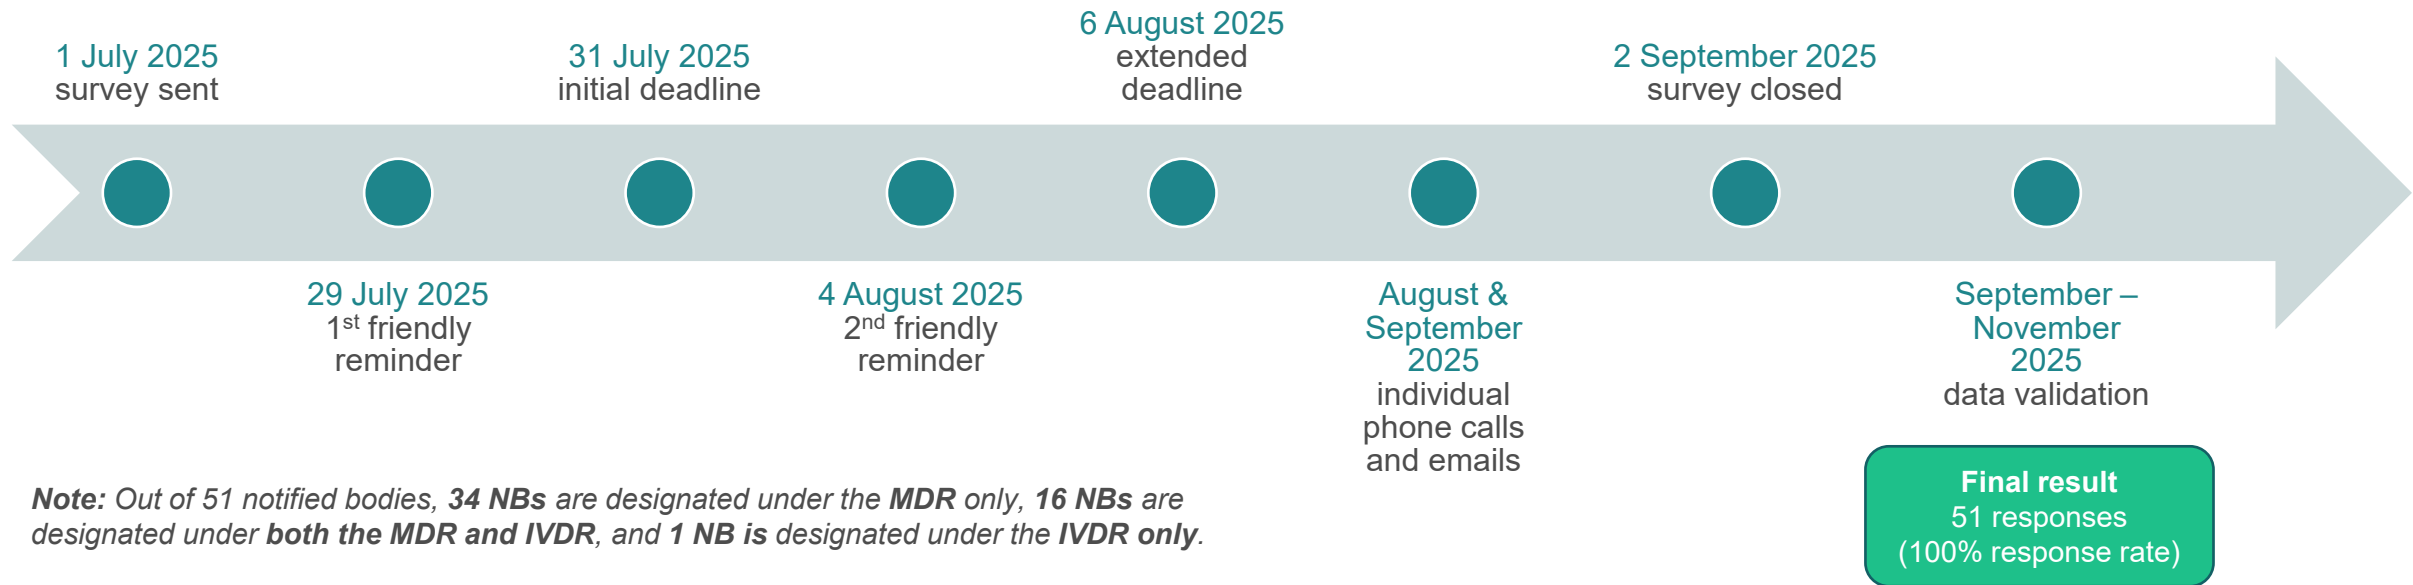 1 July 2025
survey sent
29 July 2025
1st friendly
reminder
31 July 2025
initial deadline
4 August 2025
2nd friendly
reminder
6 August 2025
extended
deadline
August &
September
2025
individual
phone calls
and emails
2 September 2025
survey closed
September –
November
2025
data validation
Final result
51 responses
(100% response rate)
Note: Out of 51 notified bodies, 34 NBs are designated under the MDR only, 16 NBs are
designated under both the MDR and IVDR, and 1 NB is designated under the IVDR only.